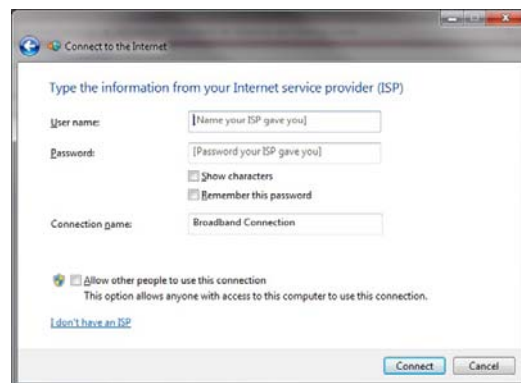 Connect to the Internet
Type the information from your Internet service provider (ISP)
User name:
[Name your ISP gave you]
Password:
[Password your ISP gave you]
Show characters
Remember this password
Connection name:
Broadband Connection
Allow other people to use this connection
This option allows anyone with access to this computer to use this connection.
I don't have an ISP
Connect
Cancel